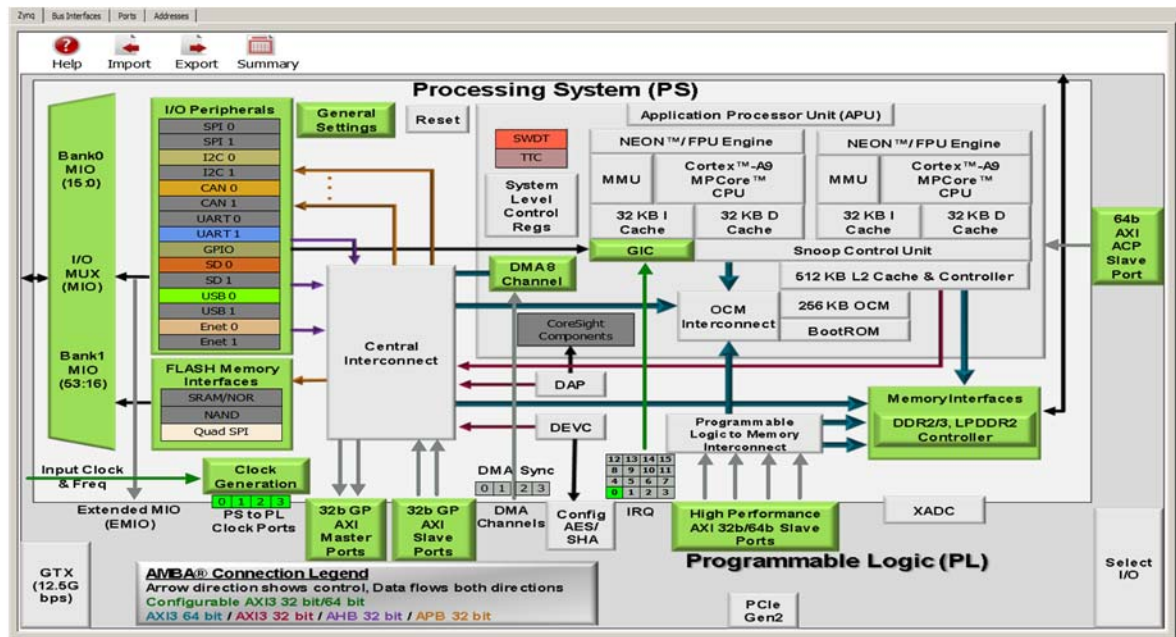 Zynq Bus Interfaces Ports Addresses
Help Import Export Summary
Processing System (PS)
Bank0
MIO
(15:0)
I/O
MUX
(MIO)
Bank1
MIO
(53:16)
I/O Peripherals
SPI 0
SPI 1
I2C 0
I2C 1
CAN 0
CAN 1
UART 0
UART 1
GPIO
SD 0
SD 1
USB 0
USB 1
Enet 0
Enet 1
FLASH Memory
Interfaces
SRAM/NOR
NAND
Quad SPI
General
Settings
Reset
Application Processor Unit (APU)
SWDT
TTC
System
Level
Control
Regs
NEON™/FPU Engine
MMU
Cortex™-A9
MPCore™
CPU
32 KB I
Cache
32 KB D
Cache
NEON™/FPU Engine
MMU
Cortex™-A9
MPCore™
CPU
32 KB I
Cache
32 KB D
Cache
GIC
Snoop Control Unit
DMA 8
Channel
512 KB L2 Cache & Controller
OCM
Interconnect
256 KB OCM
BootROM
CoreSight
Components
Central
Interconnect
DAP
DEVC
Programmable
Logic to Memory
Interconnect
Memory Interfaces
DDR2/3, LPDDR2
Controller
64b
AXI
ACP
Slave
Port
Input Clock
& Freq
Clock
Generation
0 1 2 3
PS to PL
Clock Ports
Extended MIO
(EMIO)
32b GP
AXI
Master
Ports
32b GP
AXI
Slave
Ports
DMA Sync
0 1 2 3
DMA
Channels
Config
AES/
SHA
12 13 14 15
8 9 10 11
4 5 6 7
0 1 2 3
IRQ
High Performance
AXI 32b/64b Slave
Ports
XADC
Programmable Logic (PL)
GTX
(12.5G
bps)
AMBA® Connection Legend
Arrow direction shows control, Data flows both directions
Configurable AXI3 32 bit/64 bit
AXI3 64 bit / AXI3 32 bit / AHB 32 bit / APB 32 bit
PCIe
Gen2
Select
I/O